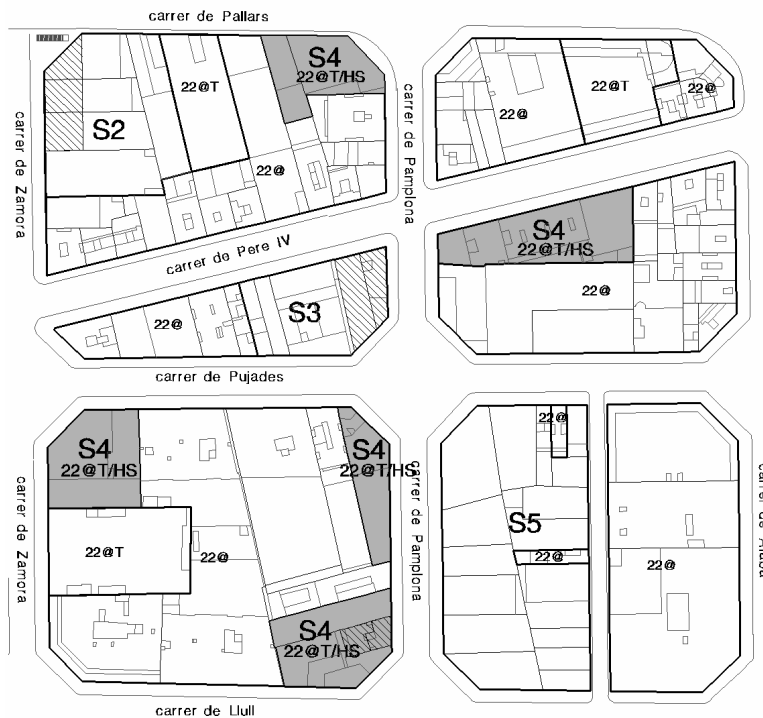 carrer de Pallars
S4
22@T/HS
22@T
22@T
22@
22@
S2
carrer de Zamora
22@
carrer de Pamplona
S4
22@T/HS
carrer de Pere IV
22@
22@
S3
carrer de Pujades
22@
S4
22@T/HS
S4
22@T/HS
carrer de Zamora
carrer de Pamplona
S5
22@T
22@
22@
22@
S4
22@T/HS
carrer de Llull